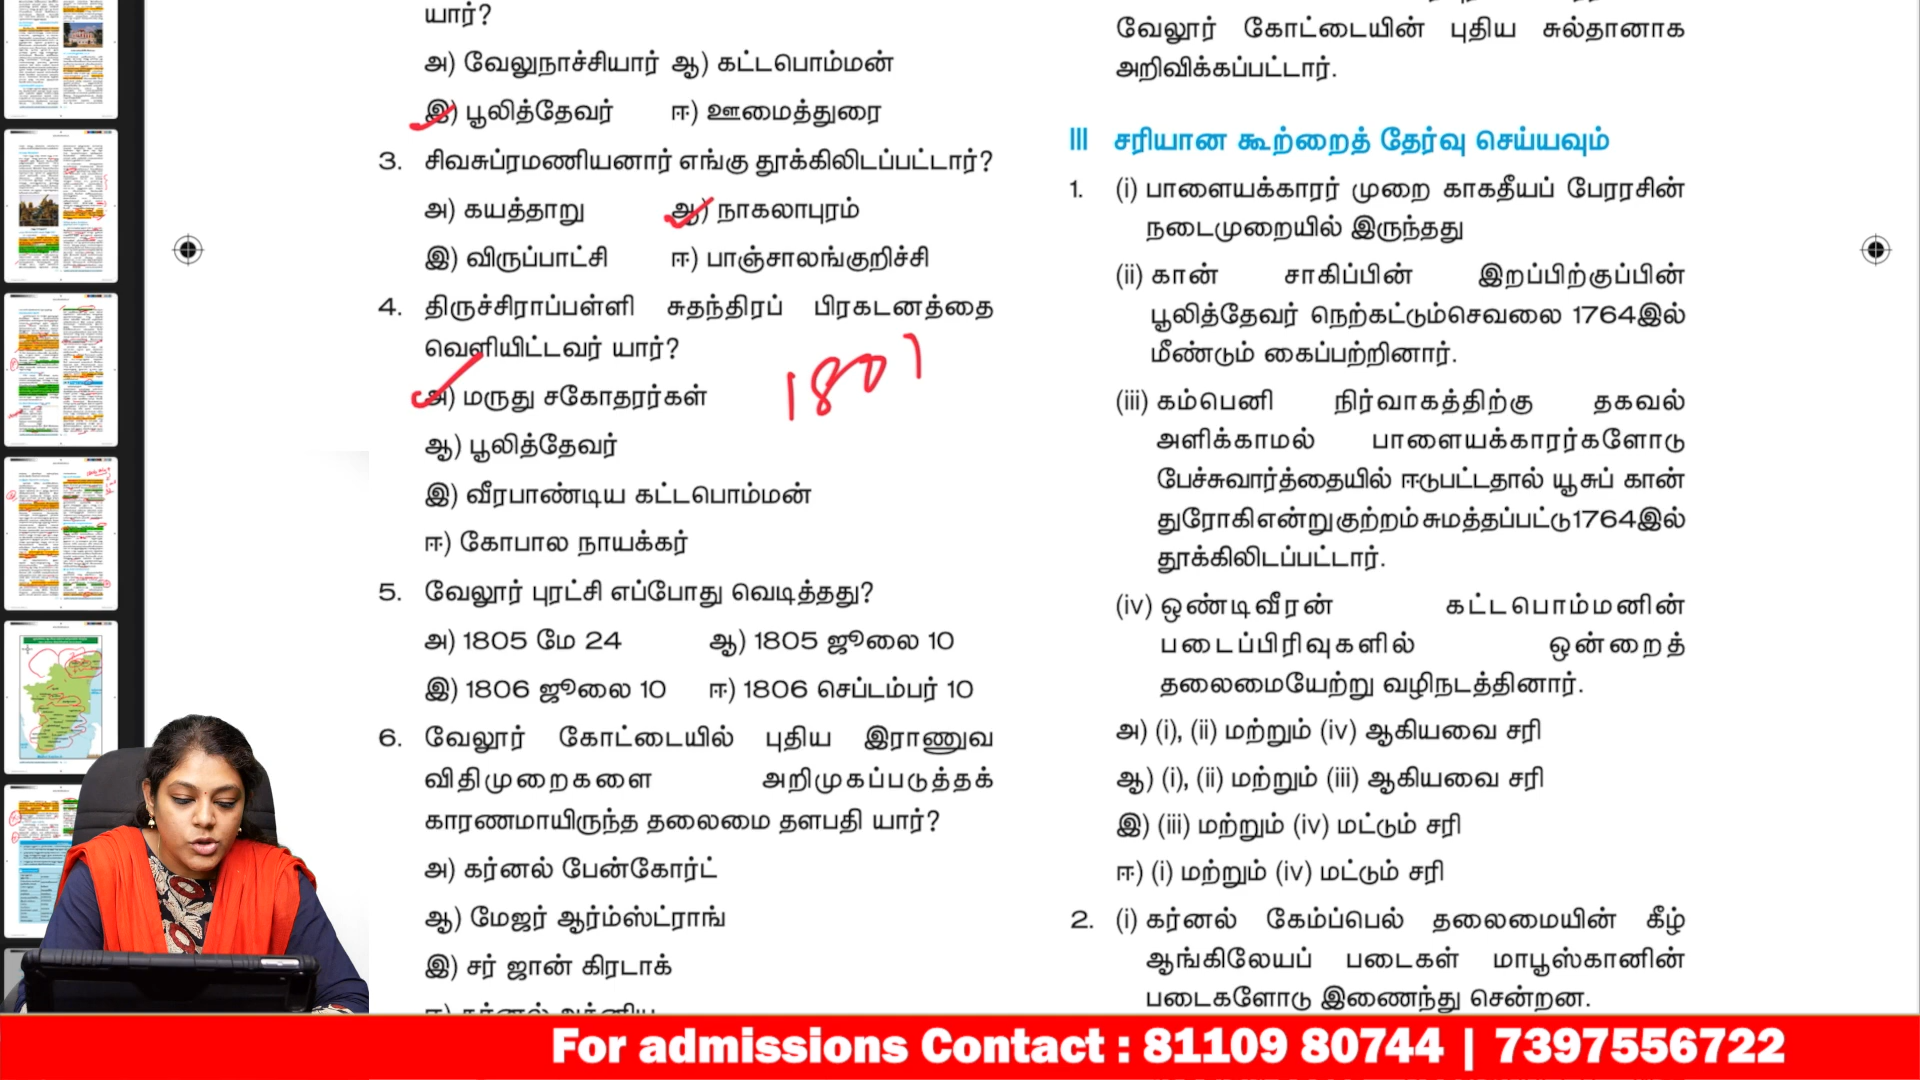 யார்?
அ) வேலுநாச்சியார் ஆ) கட்டபொம்மன்
இ) பூலித்தேவர் ஈ) ஊமைத்துரை
3. சிவசுப்ரமணியனார் எங்கு தூக்கிலிடப்பட்டார்?
அ) கயத்தாறு ஆ) நாகலாபுரம்
இ) விருப்பாட்சி ஈ) பாஞ்சாலங்குறிச்சி
4. திருச்சிராப்பள்ளி சுதந்திரப் பிரகடனத்தை
வெளியிட்டவர் யார்?
அ) மருது சகோதரர்கள்
1801
ஆ) பூலித்தேவர்
இ) வீரபாண்டிய கட்டபொம்மன்
ஈ) கோபால நாயக்கர்
5. வேலூர் புரட்சி எப்போது வெடித்தது?
அ) 1805 மே 24 ஆ) 1805 ஜூலை 10
இ) 1806 ஜூலை 10 ஈ) 1806 செப்டம்பர் 10
6. வேலூர் கோட்டையில் புதிய இராணுவ
விதிமுறைகளை அறிமுகப்படுத்தக்
காரணமாயிருந்த தலைமை தளபதி யார்?
அ) கர்னல் பேன்கோர்ட்
ஆ) மேஜர் ஆர்ம்ஸ்ட்ராங்
இ) சர் ஜான் கிரடாக்
வேலூர் கோட்டையின் புதிய சுல்தானாக
அறிவிக்கப்பட்டார்.
III சரியான கூற்றைத் தேர்வு செய்யவும்
1. (i) பாளையக்காரர் முறை காகதீயப் பேரரசின்
நடைமுறையில் இருந்தது
(ii) கான் சாகிப்பின் இறப்பிற்குப்பின்
பூலித்தேவர் நெற்கட்டும்செவலை 1764இல்
மீண்டும் கைப்பற்றினார்.
(iii) கம்பெனி நிர்வாகத்திற்கு தகவல்
அளிக்காமல் பாளையக்காரர்களோடு
பேச்சுவார்த்தையில் ஈடுபட்டதால் யூசுப் கான்
துரோகி என்று குற்றம் சுமத்தப்பட்டு 1764இல்
தூக்கிலிடப்பட்டார்.
(iv) ஒண்டிவீரன் கட்டபொம்மனின்
படைப்பிரிவுகளில் ஒன்றைத்
தலைமையேற்று வழிநடத்தினார்.
அ) (i), (ii) மற்றும் (iv) ஆகியவை சரி
ஆ) (i), (ii) மற்றும் (iii) ஆகியவை சரி
இ) (iii) மற்றும் (iv) மட்டும் சரி
ஈ) (i) மற்றும் (iv) மட்டும் சரி
2. (i) கர்னல் கேம்ப்பெல் தலைமையின் கீழ்
ஆங்கிலேயப் படைகள் மாபூஸ்கானின்
படைகளோடு இணைந்து சென்றன.
For admissions Contact : 81109 80744 | 7397556722